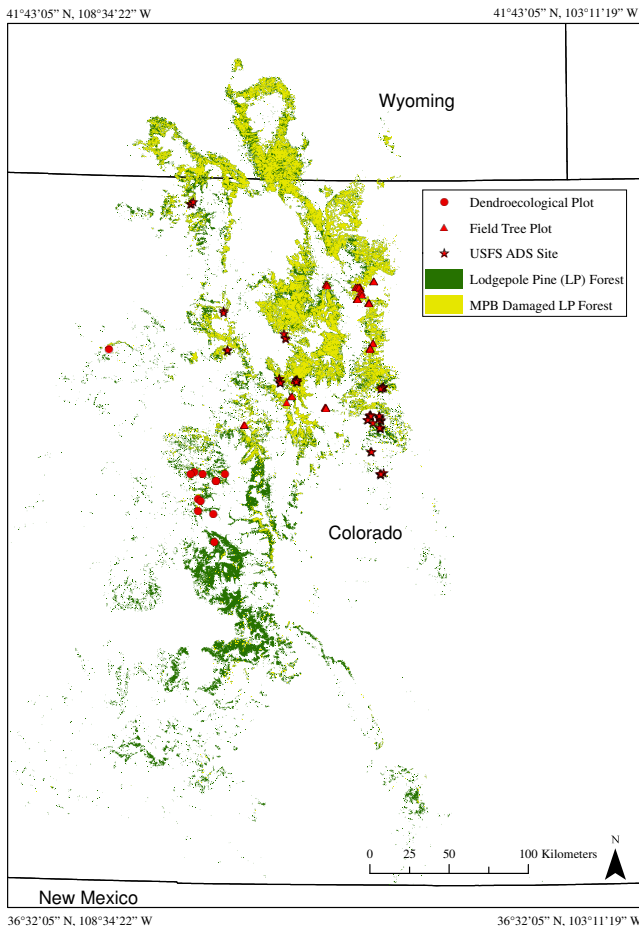 41°43'05" N, 108°34'22" W
41°43'05" N, 103°11'19" W
Wyoming
Dendroecological Plot
Field Tree Plot
USFS ADS Site
Lodgepole Pine (LP) Forest
MPB Damaged LP Forest
Colorado
N
0 25 50 100 Kilometers
New Mexico
36°32'05" N, 108°34'22" W
36°32'05" N, 103°11'19" W